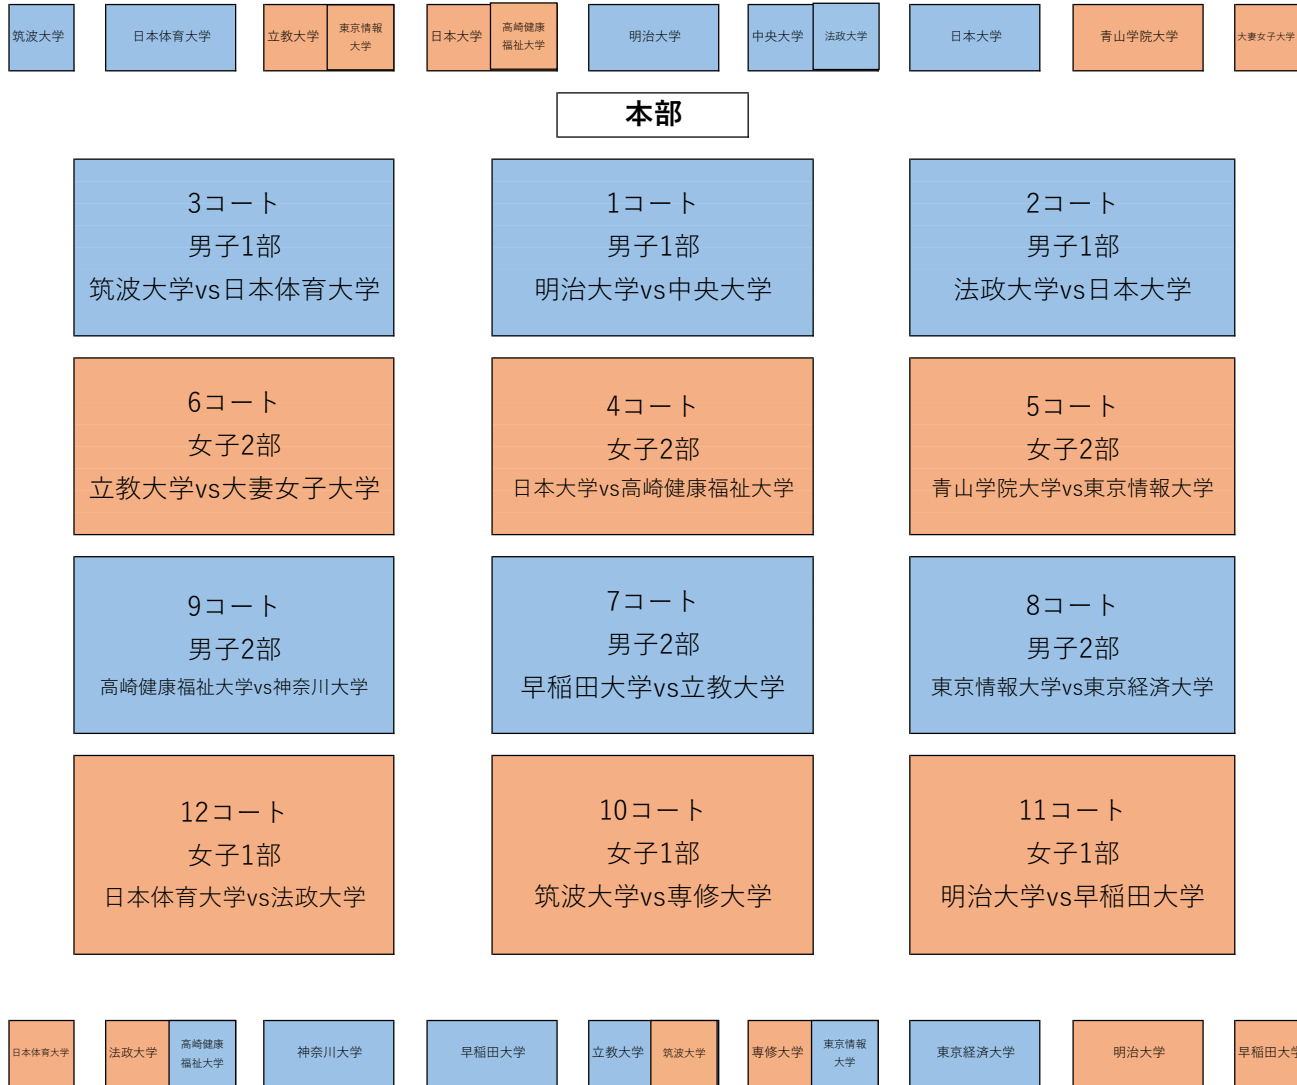 筑波大学
日本体育大学
立教大学
東京情報
大学
日本大学
高崎健康
福祉大学
明治大学
中央大学
法政大学
日本大学
青山学院大学
大妻女子大学
本部
3コート
男子1部
筑波大学vs日本体育大学
1コート
男子1部
明治大学vs中央大学
2コート
男子1部
法政大学vs日本大学
6コート
女子2部
立教大学vs大妻女子大学
4コート
女子2部
日本大学vs高崎健康福祉大学
5コート
女子2部
青山学院大学vs東京情報大学
9コート
男子2部
高崎健康福祉大学vs神奈川大学
7コート
男子2部
早稲田大学vs立教大学
8コート
男子2部
東京情報大学vs東京経済大学
12コート
女子1部
日本体育大学vs法政大学
10コート
女子1部
筑波大学vs専修大学
11コート
女子1部
明治大学vs早稲田大学
日本体育大学
法政大学
高崎健康
福祉大学
神奈川大学
早稲田大学
立教大学
筑波大学
専修大学
東京情報
大学
東京経済大学
明治大学
早稲田大学